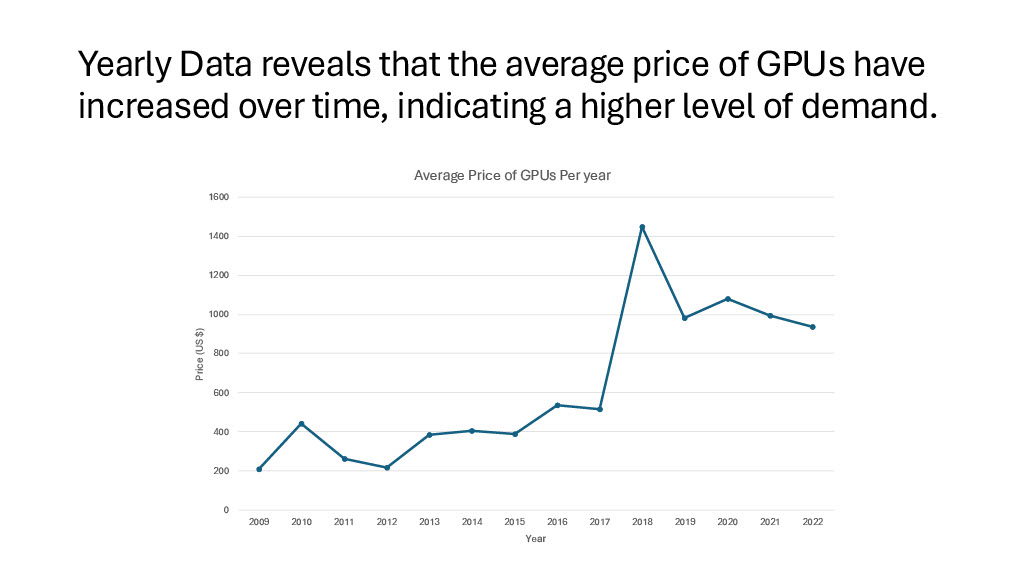 Yearly Data reveals that the average price of GPUs have
increased over time, indicating a higher level of demand.
Average Price of GPUs Per year
1600
1400
1200
1000
800
600
400
200
0
Price (US $)
2009 2010 2011 2012 2013 2014 2015 2016 2017 2018 2019 2020 2021 2022
Year